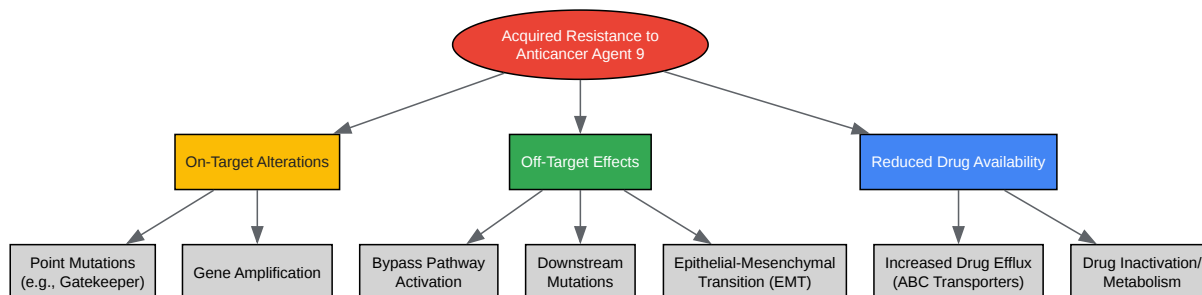 Acquired Resistance to
Anticancer Agent 9
On-Target Alterations
Off-Target Effects
Reduced Drug Availability
Point Mutations
(e.g., Gatekeeper)
Gene Amplification
Bypass Pathway
Activation
Downstream
Mutations
Epithelial-Mesenchymal
Transition (EMT)
Increased Drug Efflux
(ABC Transporters)
Drug Inactivation/
Metabolism